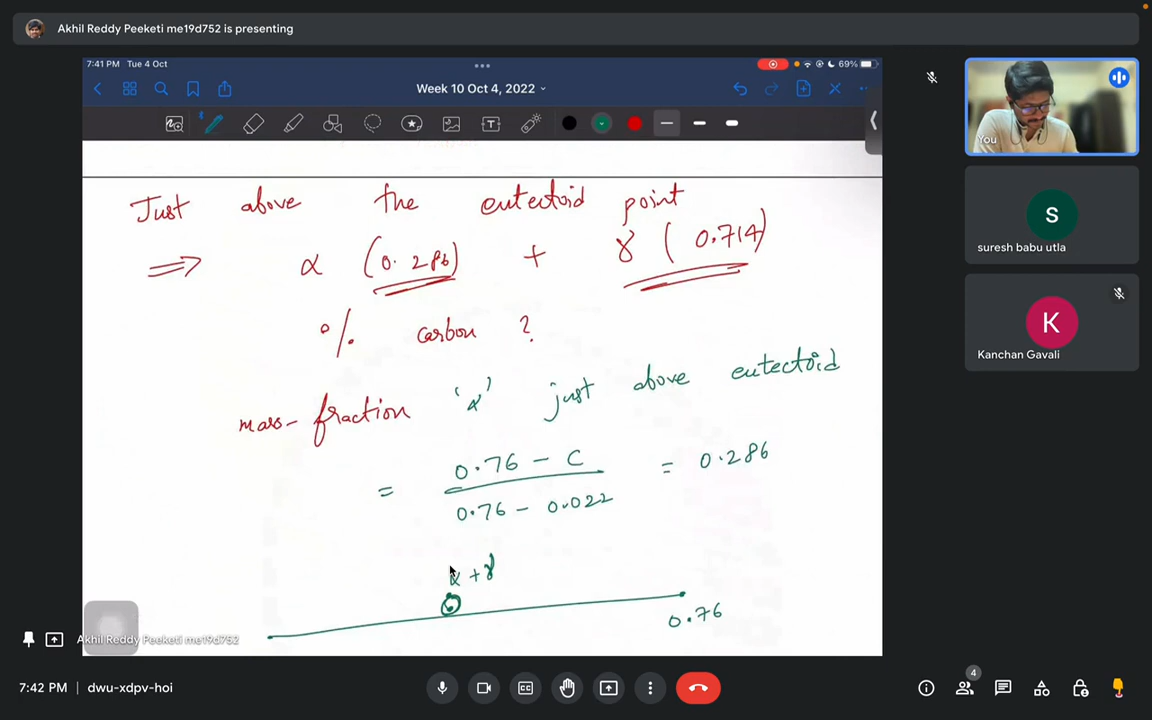 Akhil Reddy Peeketi me19d752 is presenting
7:41 PM Tue 4 Oct
69%
Week 10 Oct 4, 2022
Just above the eutectoid point
⇒ α (0.286) + γ (0.714)
% carbon ?
mass-fraction 'α' just above eutectoid
= 0.76 - C = 0.286
0.76 - 0.022
α + γ
0.76
Akhil Reddy Peeketi me19d752
You
S
suresh babu utla
K
Kanchan Gavali
7:42 PM | dwu-xdpv-hoi
4